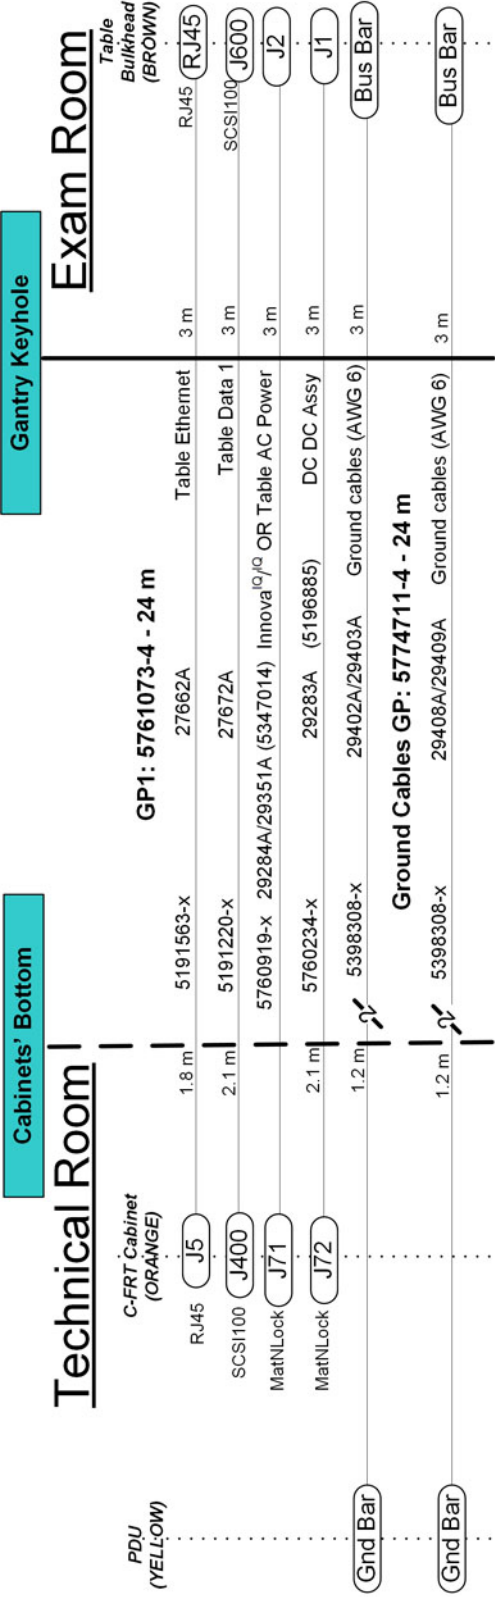 Cabinets' Bottom
Gantry Keyhole
Technical Room
Exam Room
PDU
(YELLOW)
C-FRT Cabinet
(ORANGE)
Table
Bulkhead
(BROWN)
GP1: 5761073-4 - 24 m
RJ45 J5 1.8 m 5191563-x 27662A Table Ethernet 3 m RJ45 RJ45
SCSI100 J400 2.1 m 5191220-x 27672A Table Data 1 3 m SCSI100 J600
MatNLock J71 5760919-x 29284A/29351A (5347014) Innova IQ/IQ OR Table AC Power 3 m J2
MatNLock J72 2.1 m 5760234-x 29283A (5196885) DC DC Assy 3 m J1
Gnd Bar 1.2 m 5398308-x 29402A/29403A Ground cables (AWG 6) 3 m Bus Bar
Ground Cables GP: 5774711-4 - 24 m
Gnd Bar 1.2 m 5398308-x 29408A/29409A Ground cables (AWG 6) 3 m Bus Bar